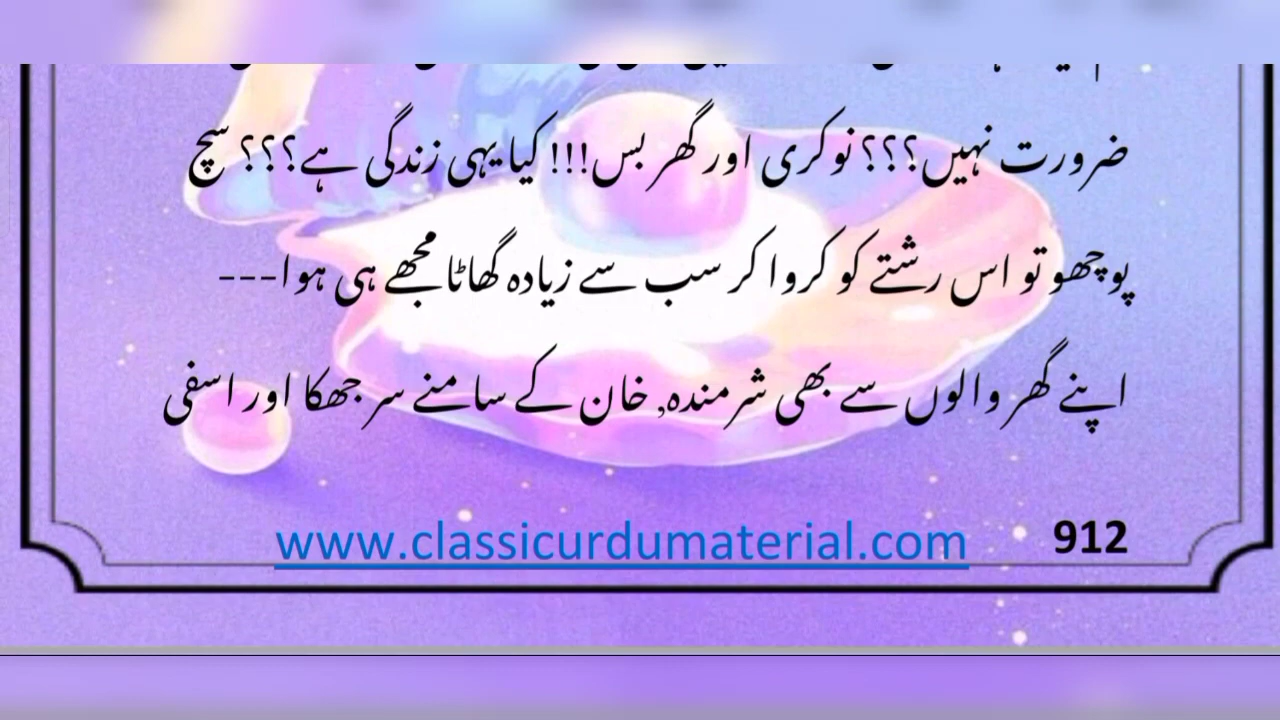 ضرورت نہیں؟؟؟ نوکری اور گھر بس!!! کیا یہی زندگی ہے؟؟؟ سچ
پوچھو تو اس رشتے کو کروا کر سب سے زیادہ گھاٹا مجھے ہی ہوا---
اپنے گھر والوں سے بھی شرمندہ, خان کے سامنے سر جھکا اور اسفی
912 www.classicurdumaterial.com